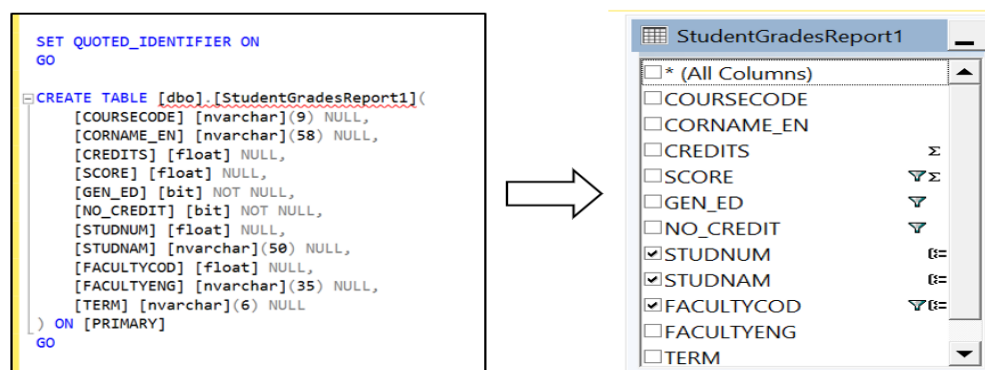 SET QUOTED_IDENTIFIER ON
GO
CREATE TABLE [dbo].[StudentGradesReport1](
[COURSECODE] [nvarchar](9) NULL,
[CORNAME_EN] [nvarchar](58) NULL,
[CREDITS] [float] NULL,
[SCORE] [float] NULL,
[GEN_ED] [bit] NOT NULL,
[NO_CREDIT] [bit] NOT NULL,
[STUDNUM] [float] NULL,
[STUDNAM] [nvarchar](50) NULL,
[FACULTYCOD] [float] NULL,
[FACULTYENG] [nvarchar](35) NULL,
[TERM] [nvarchar](6) NULL
) ON [PRIMARY]
GO
StudentGradesReport1
* (All Columns)
COURSECODE
CORNAME_EN
CREDITS Σ
SCORE Σ
GEN_ED
NO_CREDIT
STUDNUM
STUDNAM
FACULTYCOD
FACULTYENG
TERM